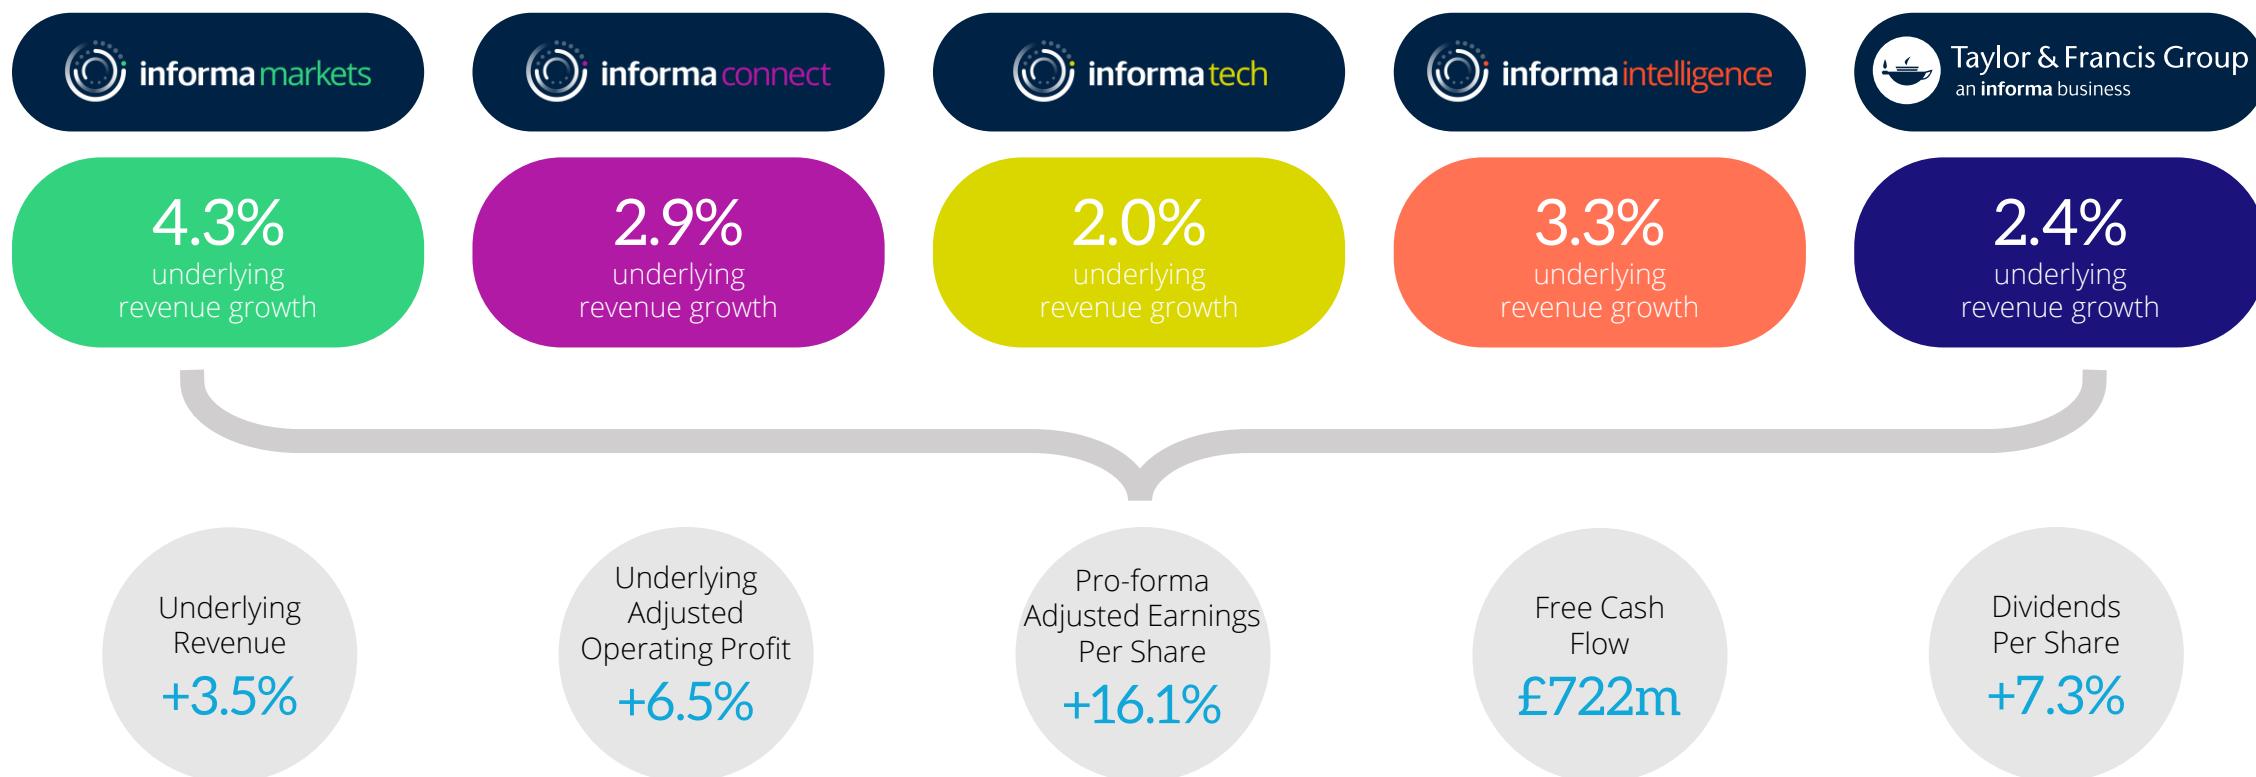 informa markets
informa connect
informa tech
informa intelligence
Taylor & Francis Group
an informa business
4.3%
underlying
revenue growth
2.9%
underlying
revenue growth
2.0%
underlying
revenue growth
3.3%
underlying
revenue growth
2.4%
underlying
revenue growth
Underlying
Revenue
+3.5%
Underlying
Adjusted
Operating Profit
+6.5%
Pro-forma
Adjusted Earnings
Per Share
+16.1%
Free Cash
Flow
£722m
Dividends
Per Share
+7.3%